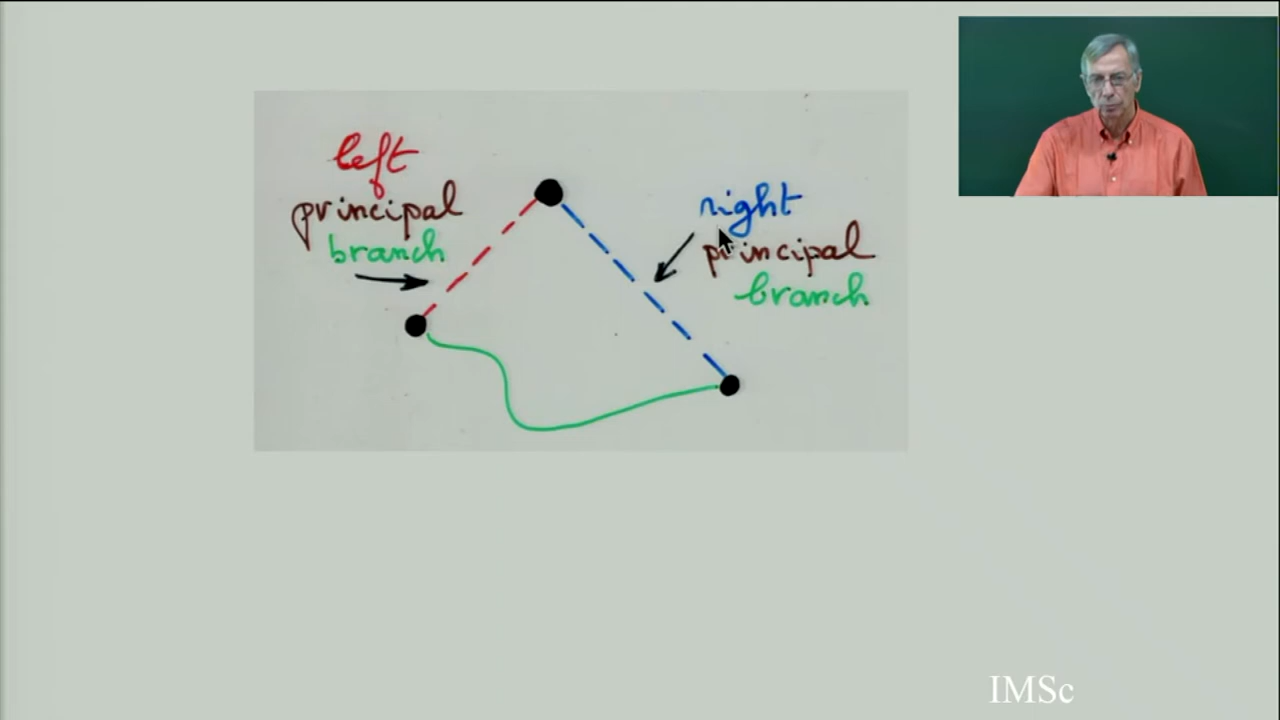 left
principal
branch
right
principal
branch
IMSc